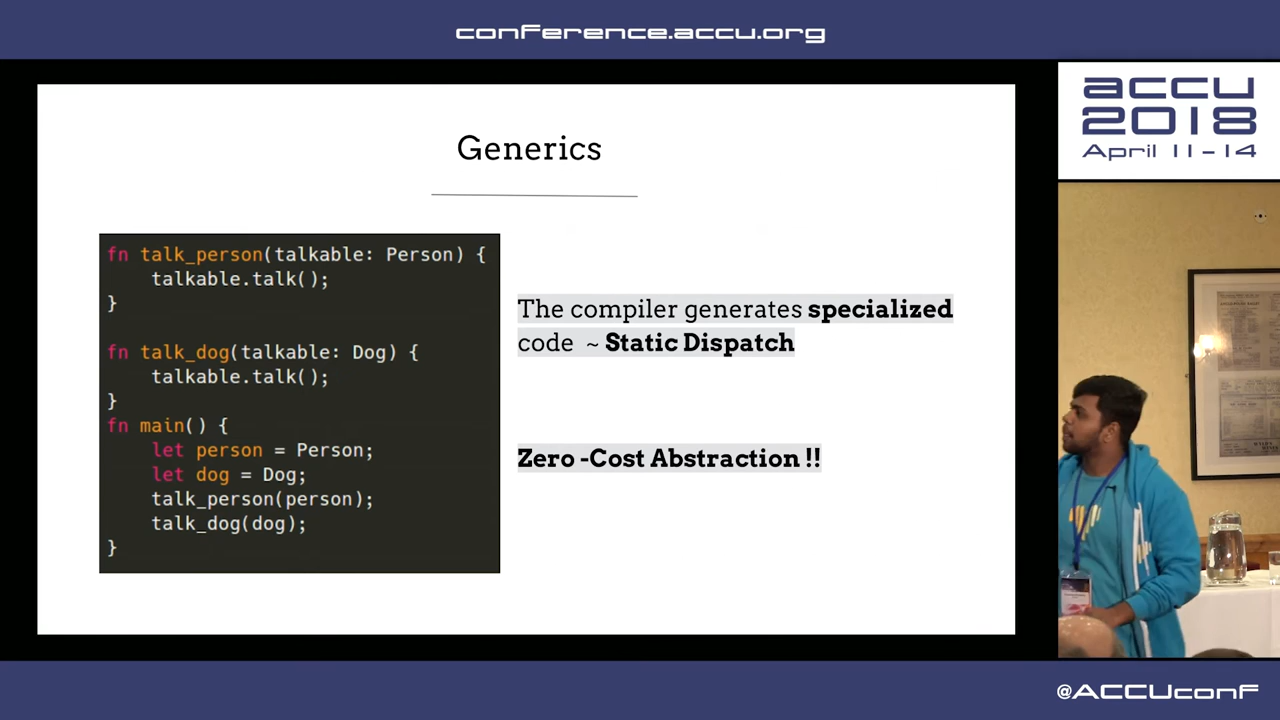 conference.accu.org
accu
2018
April 11-14
Generics
fn talk_person(talkable: Person) {
    talkable.talk();
}
fn talk_dog(talkable: Dog) {
    talkable.talk();
}
fn main() {
    let person = Person;
    let dog = Dog;
    talk_person(person);
    talk_dog(dog);
}
The compiler generates specialized
code ~ Static Dispatch
Zero -Cost Abstraction !!
@ACCUconf